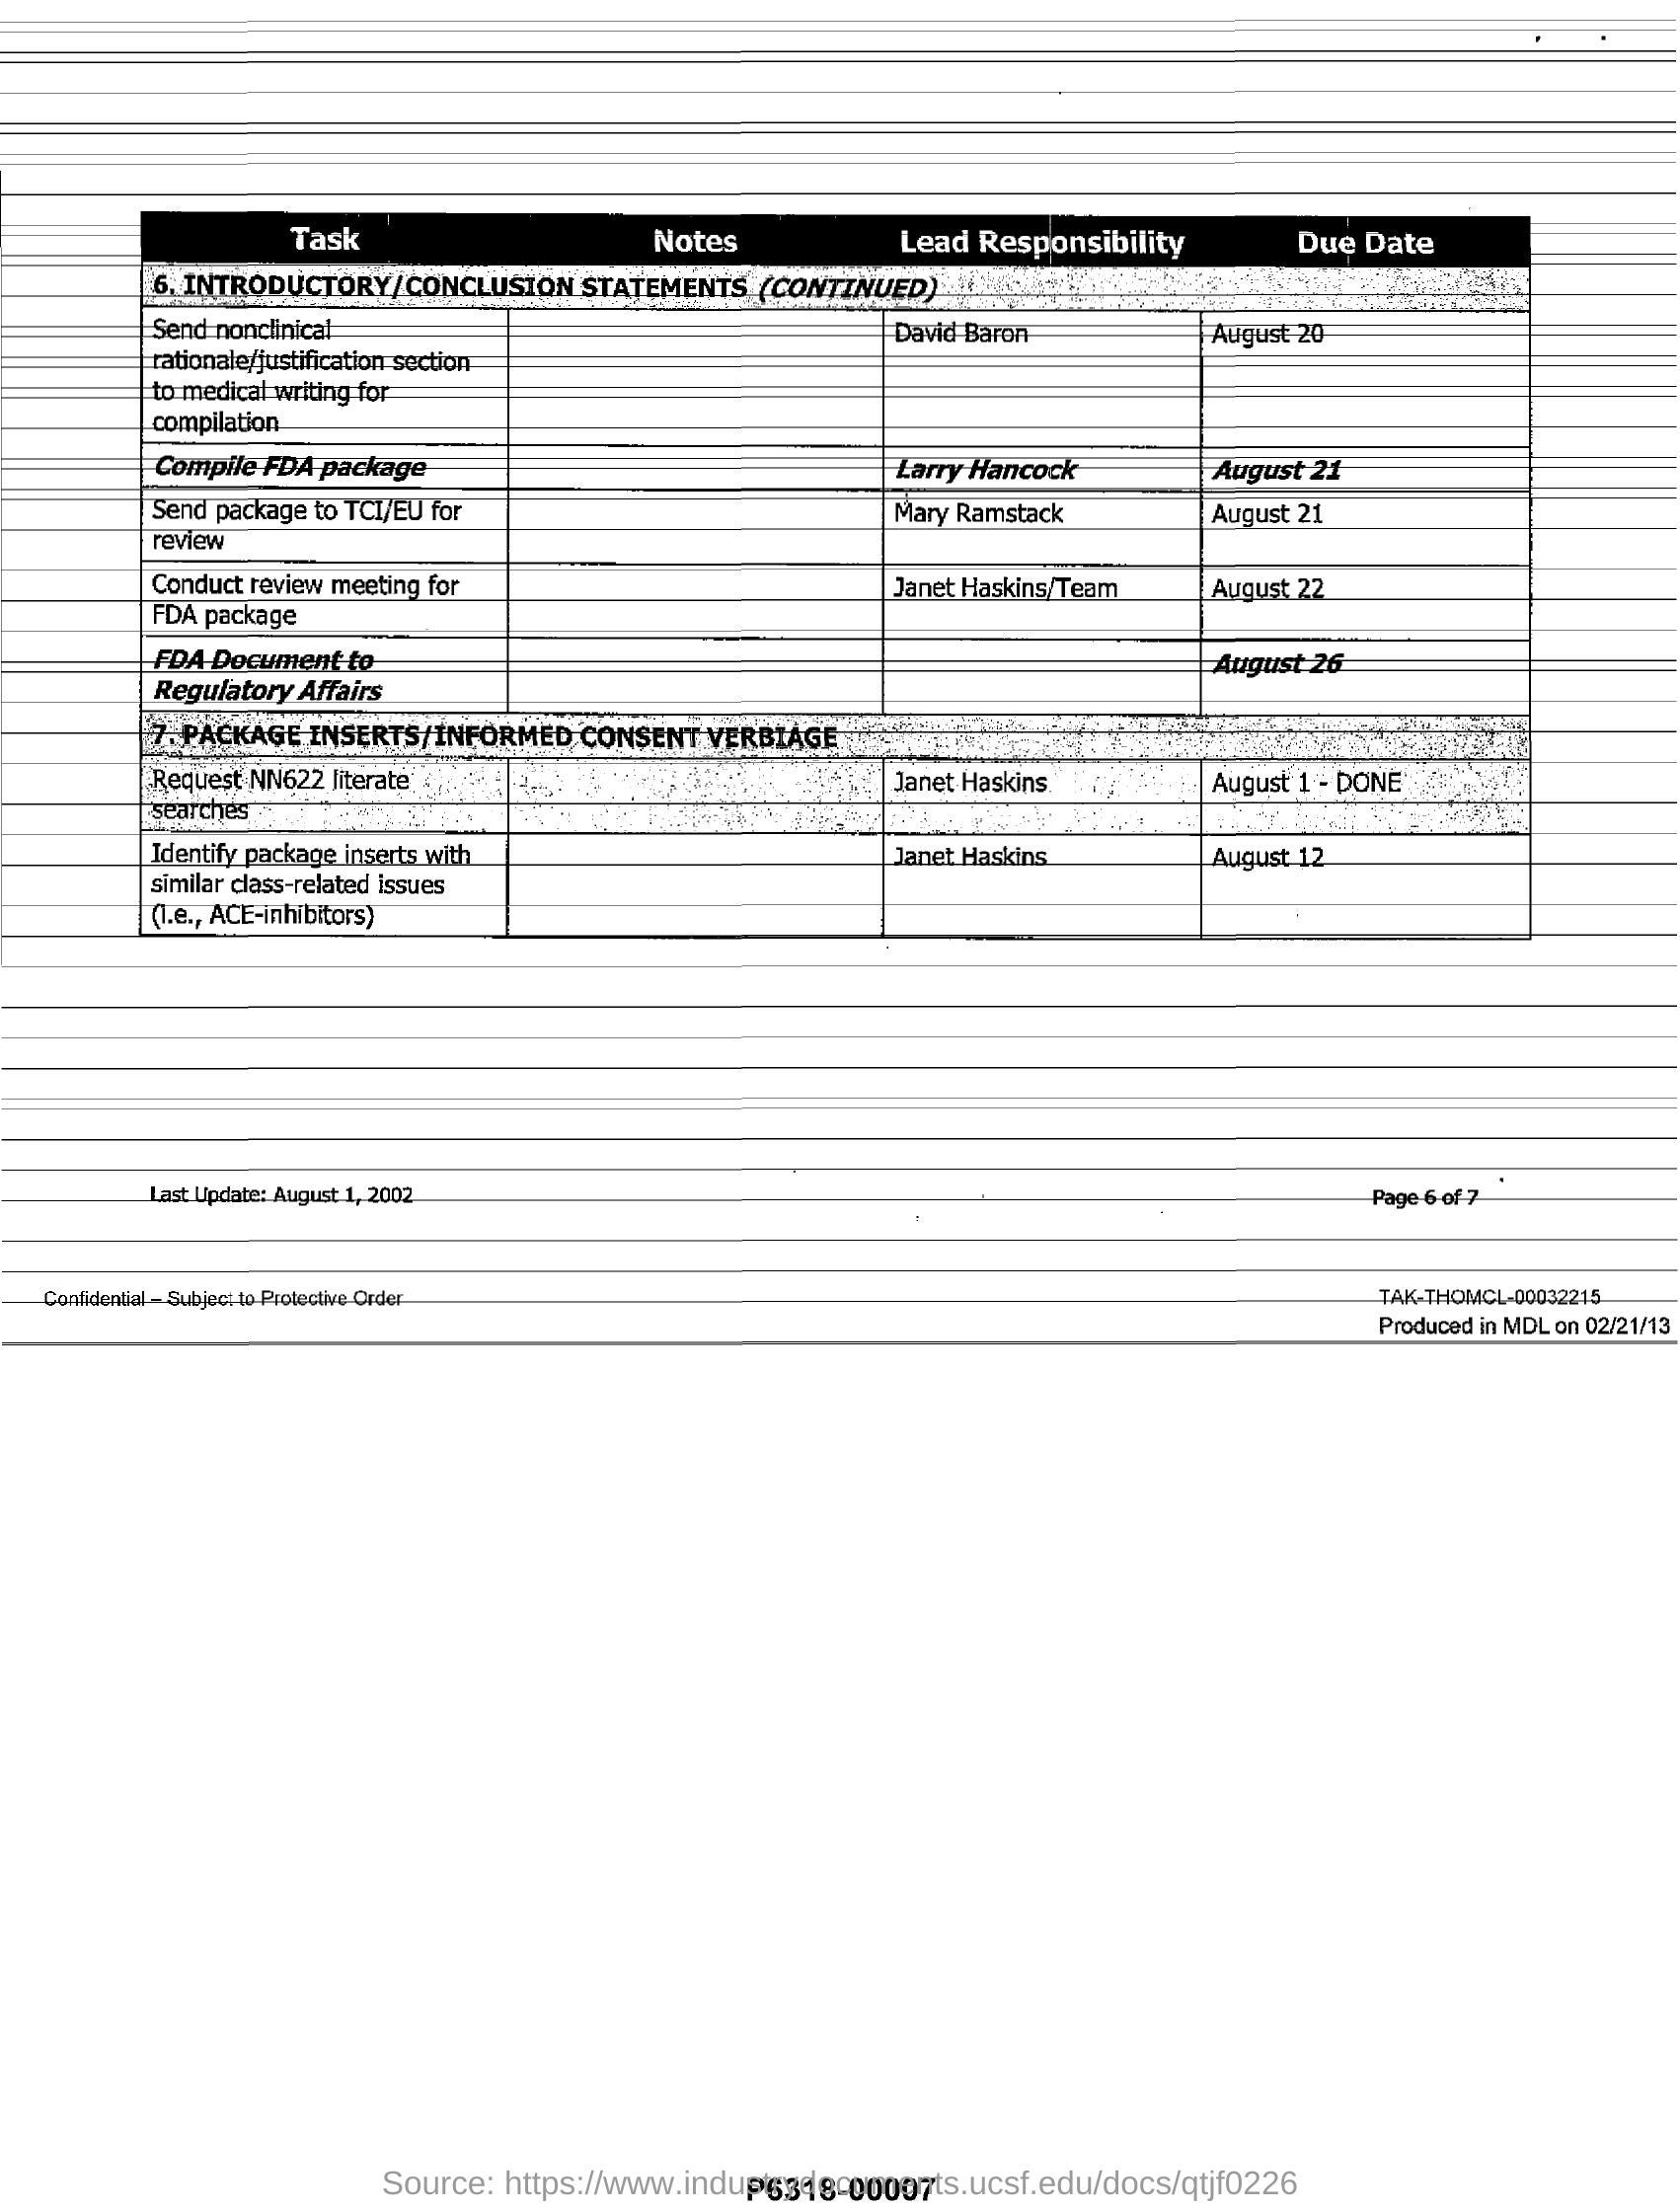 Task Notes Lead Responsibility Due Date
6. INTRODUCTORY/CONCLUSION STATEMENTS (CONTINUED)
Send nonclinical David Baron August 20
rationale/justification section
to medical writing for
compilation
Compile FDA package Larry Hancock August 21
Send package to TCI/EU for Mary Ramstack August 21
review
Conduct review meeting for Janet Haskins/Team August 22
FDA package
FDA Document to August 26
Regulatory Affairs
7. PACKAGE INSERTS/INFORMED CONSENT VERBIAGE
Request NN622 literate Janet Haskins August 1 - DONE
searches
Identify package inserts with Janet Haskins August 12
similar class-related issues
(i.e., ACE-inhibitors)
Last Update: August 1, 2002 Page 6 of 7
Confidential – Subject to Protective Order TAK-THOMCL-00032215
Produced in MDL on 02/21/13
Source: https://www.industrydocuments.ucsf.edu/docs/qtjf0226
P6318-00007